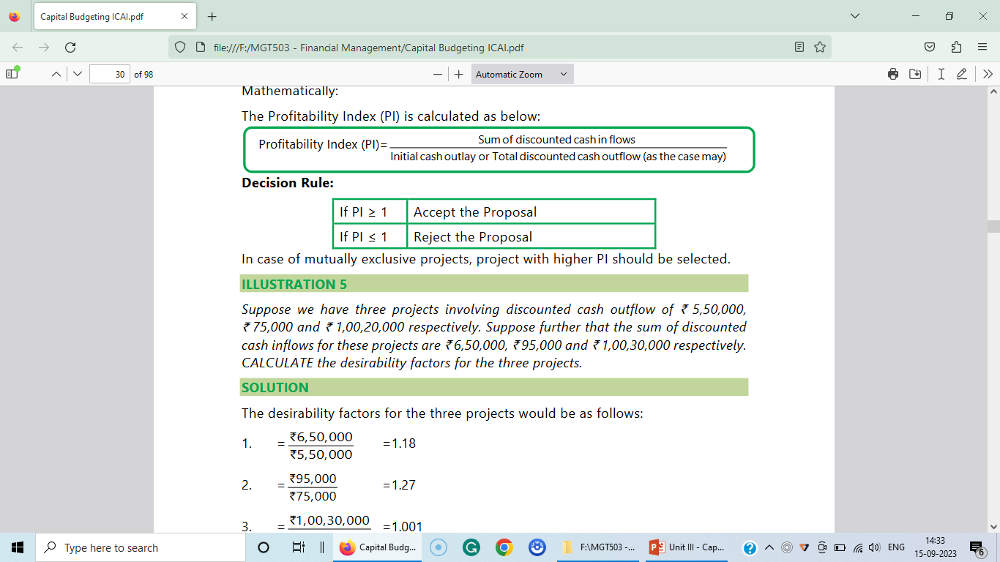 Capital Budgeting ICAI.pdf
file:///F:/MGT503 - Financial Management/Capital Budgeting ICAI.pdf
30 of 98
Automatic Zoom
Mathematically:
The Profitability Index (PI) is calculated as below:
Profitability Index (PI)= Sum of discounted cash in flows
Initial cash outlay or Total discounted cash outflow (as the case may)
Decision Rule:
If PI ≥ 1 Accept the Proposal
If PI ≤ 1 Reject the Proposal
In case of mutually exclusive projects, project with higher PI should be selected.
ILLUSTRATION 5
Suppose we have three projects involving discounted cash outflow of ₹ 5,50,000,
₹ 75,000 and ₹ 1,00,20,000 respectively. Suppose further that the sum of discounted
cash inflows for these projects are ₹ 6,50,000, ₹ 95,000 and ₹ 1,00,30,000 respectively.
CALCULATE the desirability factors for the three projects.
SOLUTION
The desirability factors for the three projects would be as follows:
1. = ₹6,50,000 =1.18
₹5,50,000
2. = ₹95,000 =1.27
₹75,000
3. = ₹1,00,30,000 =1.001
Type here to search
Capital Budg...
F:\MGT503 -...
Unit III - Cap...
ENG
14:33
15-09-2023
6